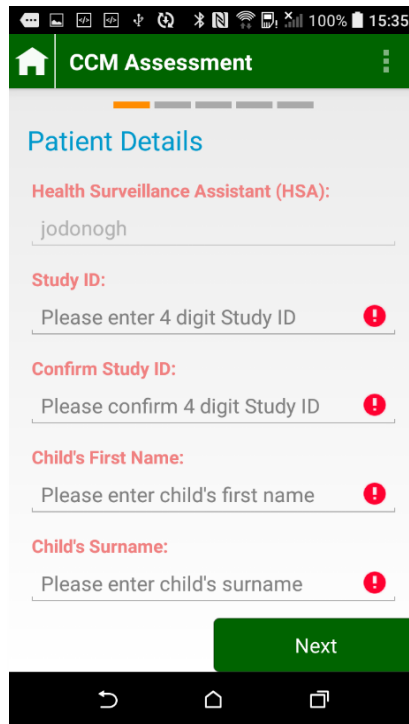 100% 15:35
CCM Assessment
Patient Details
Health Surveillance Assistant (HSA):
jodonogh
Study ID:
Please enter 4 digit Study ID
Confirm Study ID:
Please confirm 4 digit Study ID
Child's First Name:
Please enter child's first name
Child's Surname:
Please enter child's surname
Next